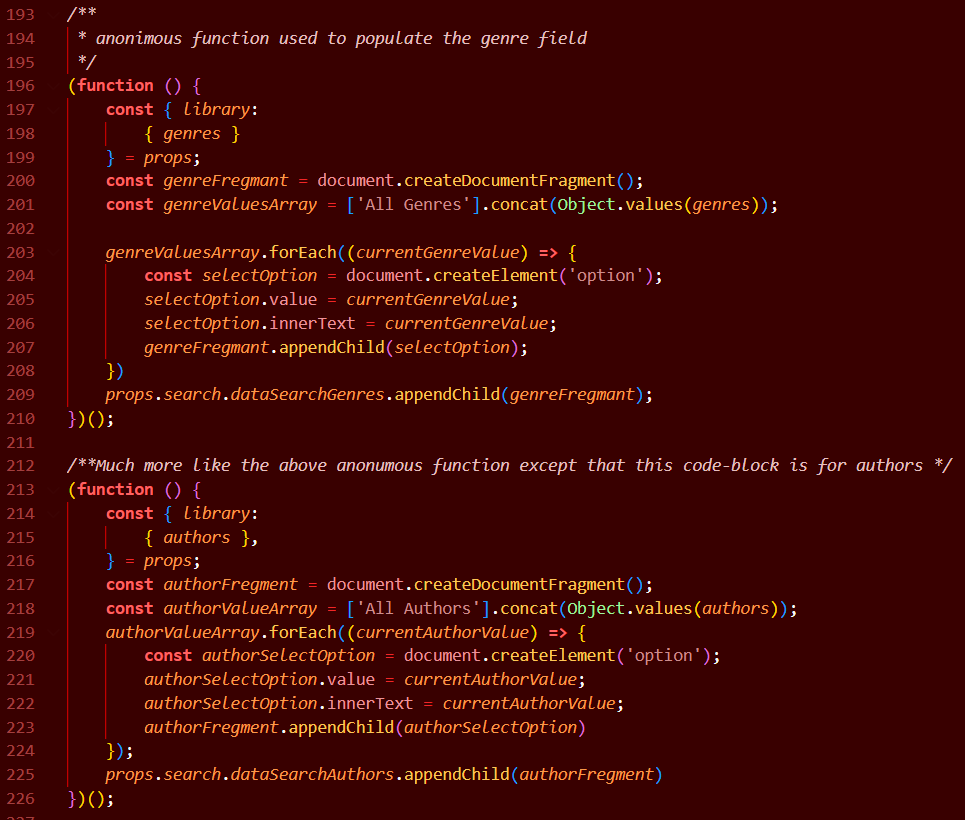 193 /**
194 * anonimous function used to populate the genre field
195 */
196 (function () {
197 const { library:
198 { genres }
199 } = props;
200 const genreFregmant = document.createDocumentFragment();
201 const genreValuesArray = ['All Genres'].concat(Object.values(genres));
202
203 genreValuesArray.forEach((currentGenreValue) => {
204 const selectOption = document.createElement('option');
205 selectOption.value = currentGenreValue;
206 selectOption.innerText = currentGenreValue;
207 genreFregmant.appendChild(selectOption);
208 })
209 props.search.dataSearchGenres.appendChild(genreFregmant);
210 })();
211
212 /**Much more like the above anonumous function except that this code-block is for authors */
213 (function () {
214 const { library:
215 { authors },
216 } = props;
217 const authorFregment = document.createDocumentFragment();
218 const authorValueArray = ['All Authors'].concat(Object.values(authors));
219 authorValueArray.forEach((currentAuthorValue) => {
220 const authorSelectOption = document.createElement('option');
221 authorSelectOption.value = currentAuthorValue;
222 authorSelectOption.innerText = currentAuthorValue;
223 authorFregment.appendChild(authorSelectOption)
224 });
225 props.search.dataSearchAuthors.appendChild(authorFregment)
226 })();